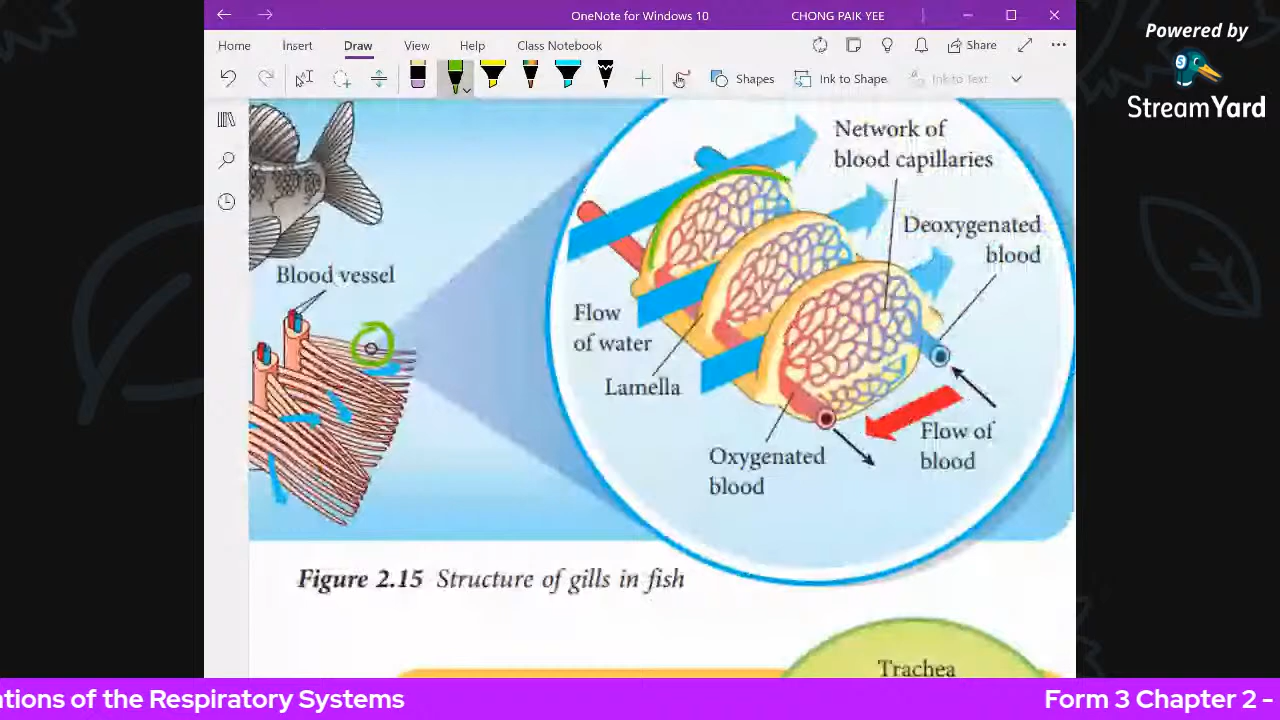 OneNote for Windows 10
CHONG PAIK YEE
Powered by
StreamYard
Home Insert Draw View Help Class Notebook
Share
Shapes
Ink to Shape
Ink to Text
Network of
blood capillaries
Deoxygenated
blood
Blood vessel
Flow
of water
Lamella
Oxygenated
blood
Flow of
blood
Figure 2.15 Structure of gills in fish
Trachea
ations of the Respiratory Systems
Form 3 Chapter 2 -